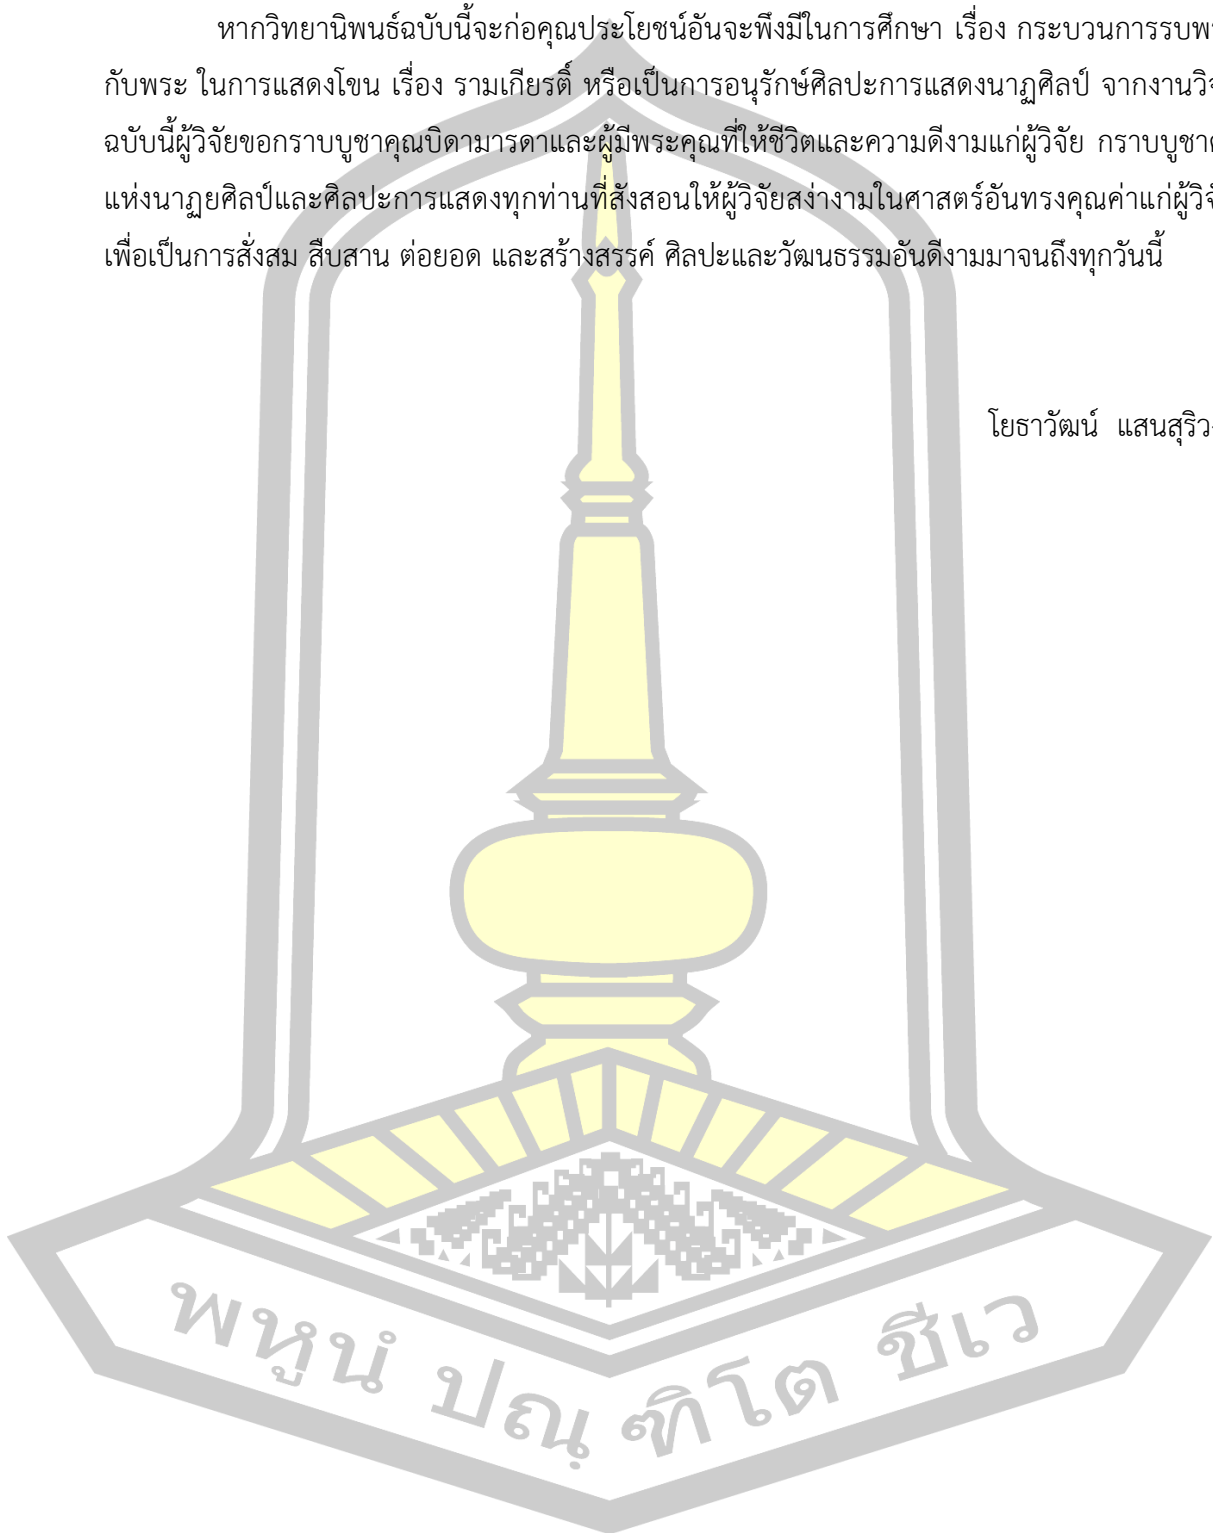 หากวิทยานิพนธ์ฉบับนี้จะก่อคุณประโยชน์อันจะพึงมีในการศึกษา เรื่อง กระบวนการรบ
กับพระ ในการแสดงโขน เรื่อง รามเกียรติ์ หรือเป็นการอนุรักษ์ศิลปะการแสดงนาฏศิลป์ จาก
ฉบับนี้ผู้วิจัยขอกราบบูชาคุณบิดามารดาและผู้มีพระคุณที่ให้ชีวิตและความดีงามแก่ผู้วิจัย กราบบูชา
แห่งนาฏยศิลป์และศิลปะการแสดงทุกท่านที่สั่งสอนให้ผู้วิจัยสง่างามในศาสตร์อันทรงคุณค่าแก่
เพื่อเป็นการสั่งสม สืบสาน ต่อยอด และสร้างสรรค์ ศิลปะและวัฒนธรรมอันดีงามมาจนถึงทุกวันนี้
โยธาวัฒน์
พหูนํ ปณฺฑิโต ชีเว